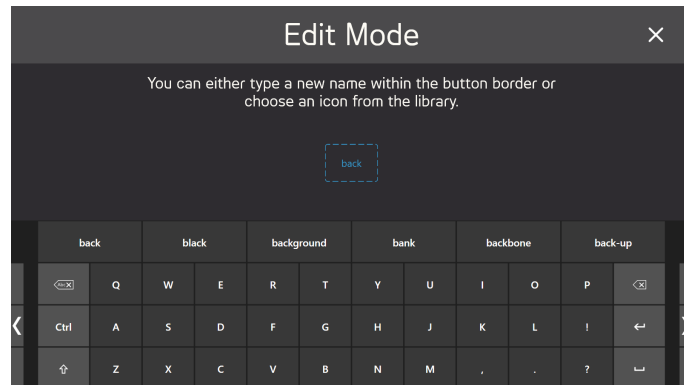 Edit Mode
You can either type a new name within the button border or
choose an icon from the library.
back
back black background bank backbone back-up
Q W E R T Y U I O P
Ctrl A S D F G H J K L !
Z X C V B N M , . ?